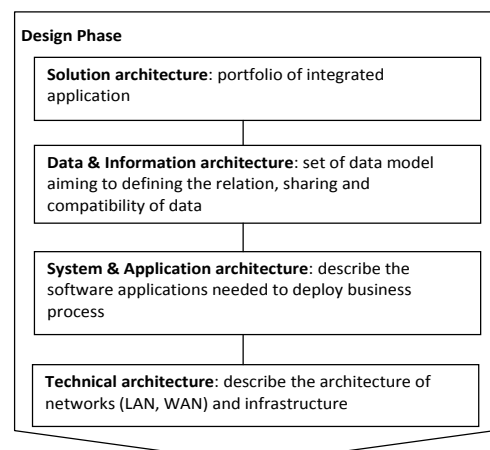 Design Phase
Solution architecture: portfolio of integrated
application
Data & Information architecture: set of data model
aiming to defining the relation, sharing and
compatibility of data
System & Application architecture: describe the
software applications needed to deploy business
process
Technical architecture: describe the architecture of
networks (LAN, WAN) and infrastructure